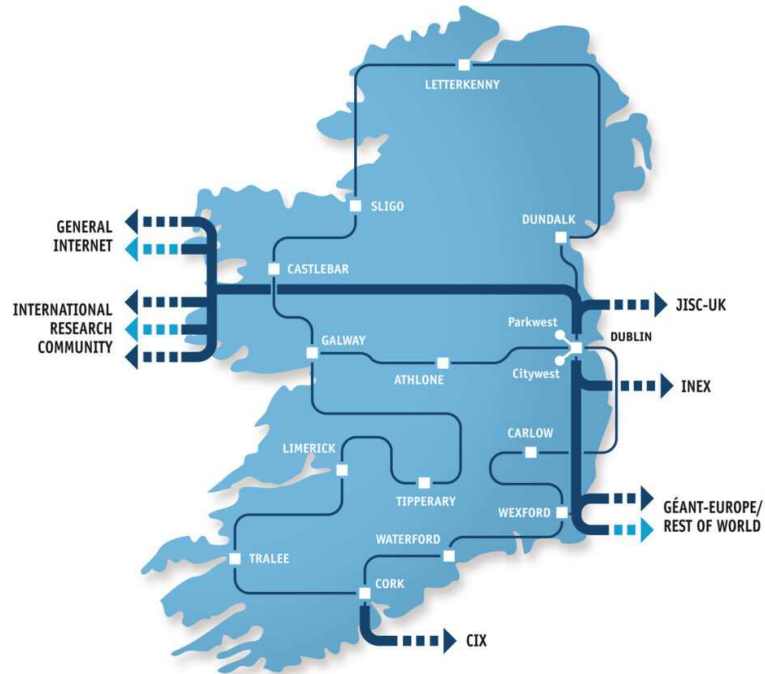 LETTERKENNY
SLIGO
DUNDALK
GENERAL
INTERNET
CASTLEBAR
INTERNATIONAL
RESEARCH
COMMUNITY
JISC-UK
Parkwest
DUBLIN
GALWAY
Citywest
ATHLONE
INEX
CARLOW
LIMERICK
TIPPERARY
WEXFORD
GÉANT-EUROPE/
REST OF WORLD
WATERFORD
TRALEE
CORK
CIX